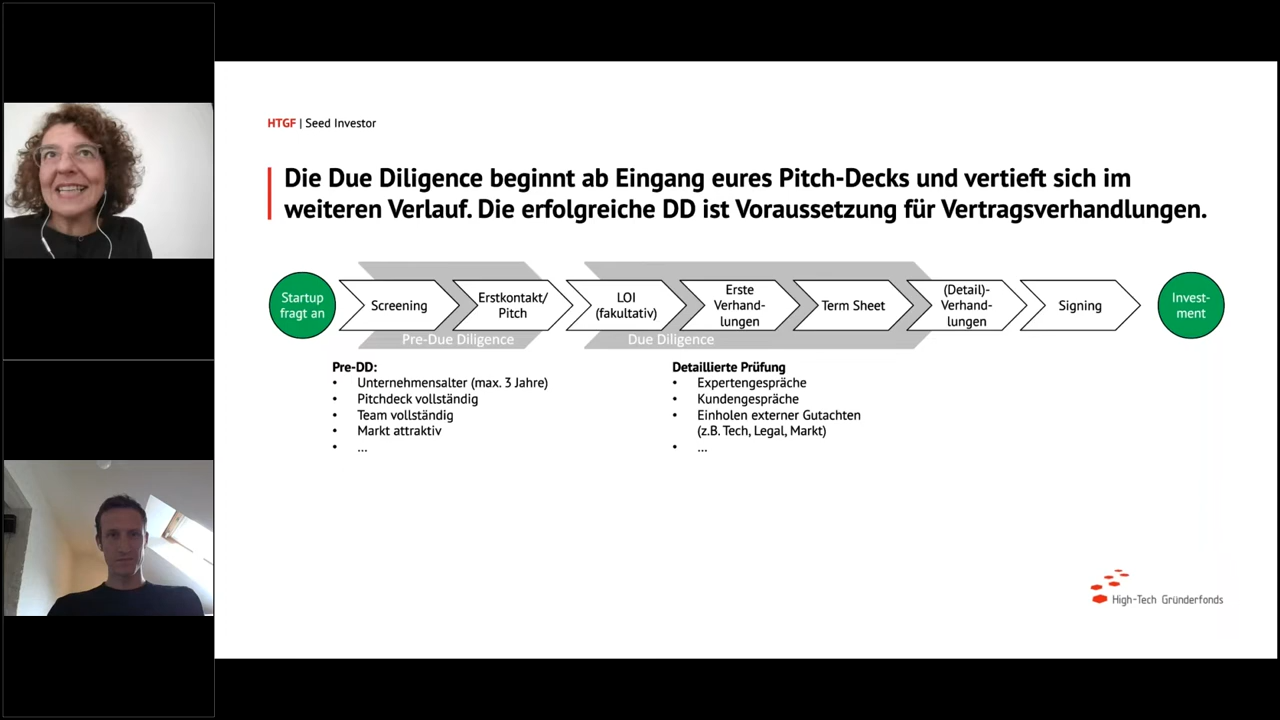 HTGF | Seed Investor
Die Due Diligence beginnt ab Eingang eures Pitch-Decks und vertieft sich im
weiteren Verlauf. Die erfolgreiche DD ist Voraussetzung für Vertragsverhandlungen.
Startup
fragt an
Screening
Erstkontakt/
Pitch
LOI
(fakultativ)
Erste
Verhand-
lungen
Term Sheet
(Detail)-
Verhand-
lungen
Signing
Invest-
ment
Pre-Due Diligence
Due Diligence
Pre-DD:
• Unternehmensalter (max. 3 Jahre)
• Pitchdeck vollständig
• Team vollständig
• Markt attraktiv
• ...
Detaillierte Prüfung
• Expertengespräche
• Kundengespräche
• Einholen externer Gutachten
(z.B. Tech, Legal, Markt)
• ...
High-Tech Gründerfonds